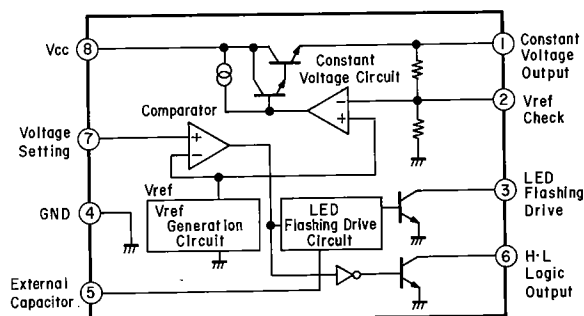 Vcc
8
Voltage
Setting
7
GND
4
External
Capacitor
5
Comparator
+
−
Constant
Voltage Circuit
−
+
Vref
Vref
Generation
Circuit
LED
Flashing Drive
Circuit
1
Constant
Voltage
Output
2
Vref
Check
3
LED
Flashing
Drive
6
H·L
Logic
Output